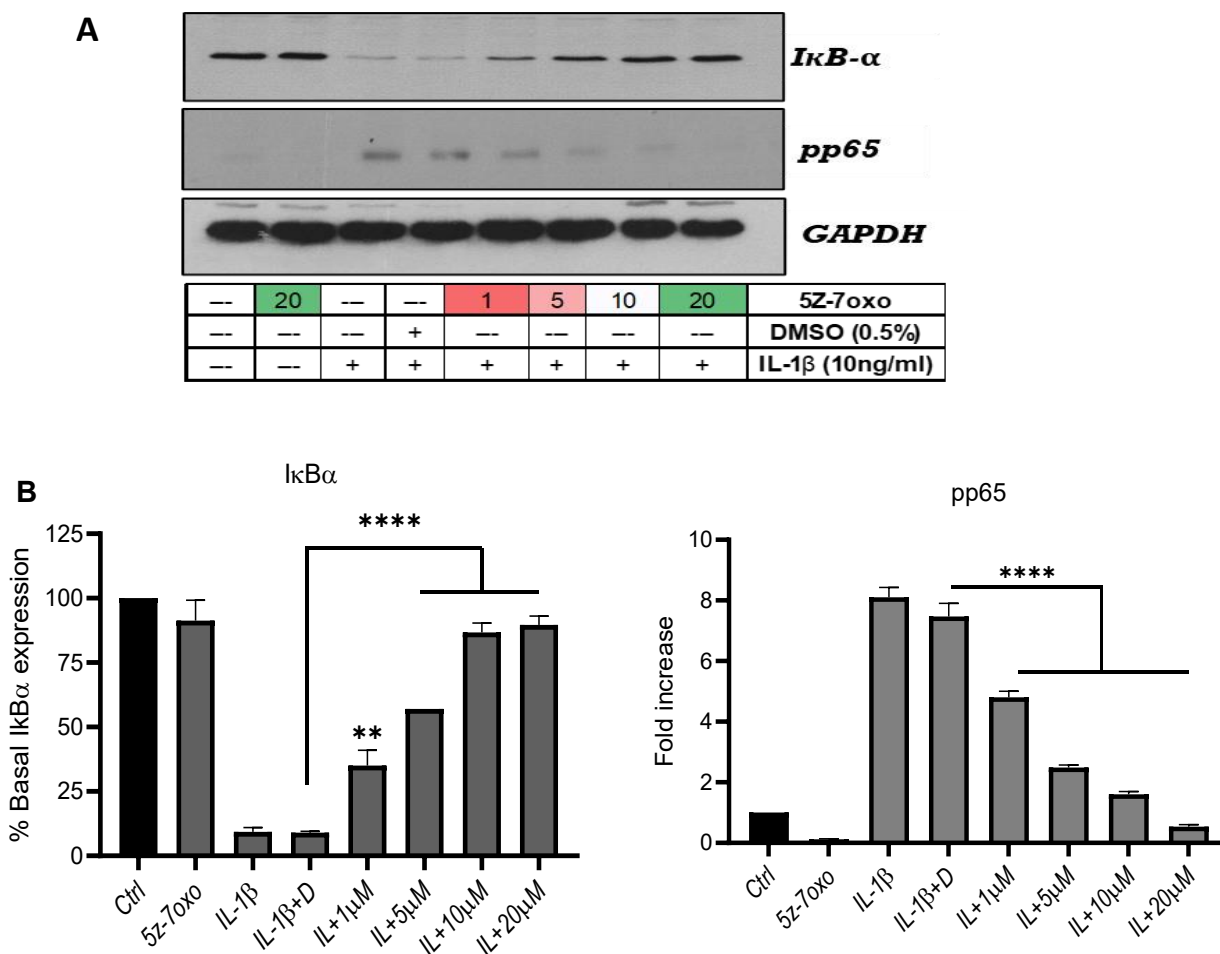 A
IκB-α
pp65
GAPDH
--- 20 --- --- 1 5 10 20 5Z-7oxo
--- --- --- + --- --- --- --- DMSO (0.5%)
--- --- + + + + + + IL-1β (10ng/ml)
B
IκBα
% Basal IkBα expression
125
100
75
50
25
0
****
**
Ctrl
5z-7oxo
IL-1β
IL-1β+D
IL+1μM
IL+5μM
IL+10μM
IL+20μM
pp65
Fold increase
10
8
6
4
2
0
****
Ctrl
5z-7oxo
IL-1β
IL-1β+D
IL+1μM
IL+5μM
IL+10μM
IL+20μM